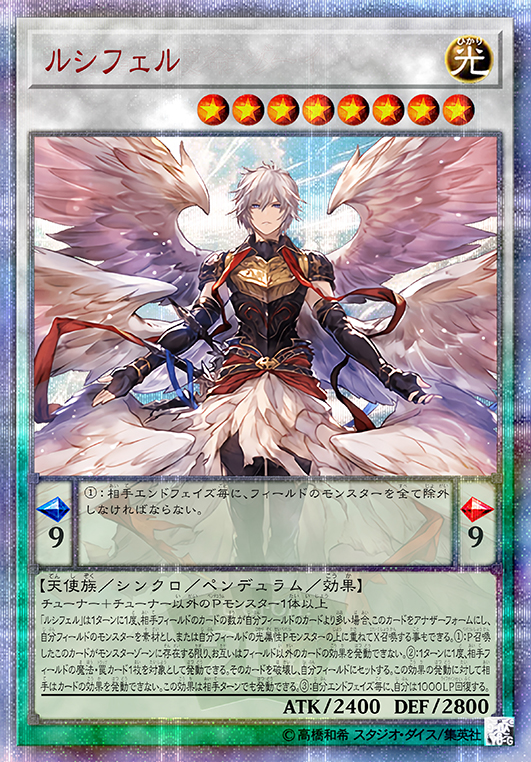 ルシフェル
ひかり
光
①：相手エンドフェイズ毎に、フィールドのモンスターを全て除外
しなければならない。
9
9
【天使族／シンクロ／ペンデュラム／効果】
チューナー＋チューナー以外のPモンスター1体以上
「ルシフェル」は1ターンに1度、相手フィールドのカードの数が自分フィールドのカードより多い場合、このカードをアナザーフォームにし、
自分フィールドのモンスターを素材とし、または自分フィールドの光属性Pモンスターの上に重ねてX召喚する事もできる。①：P召喚
したこのカードがモンスターゾーンに存在する限り、お互いはフィールド以外のカードの効果を発動できない。②：1ターンに1度、相手
フィールドの魔法・罠カード1枚を対象として発動できる。そのカードを破壊し、自分フィールドにセットする。この効果の発動に対して相
手はカードの効果を発動できない。この効果は相手ターンでも発動できる。③：自分エンドフェイズ毎に、自分は1000LP回復する。
ATK/2400 DEF/2800
©高橋和希 スタジオ・ダイス/集英社